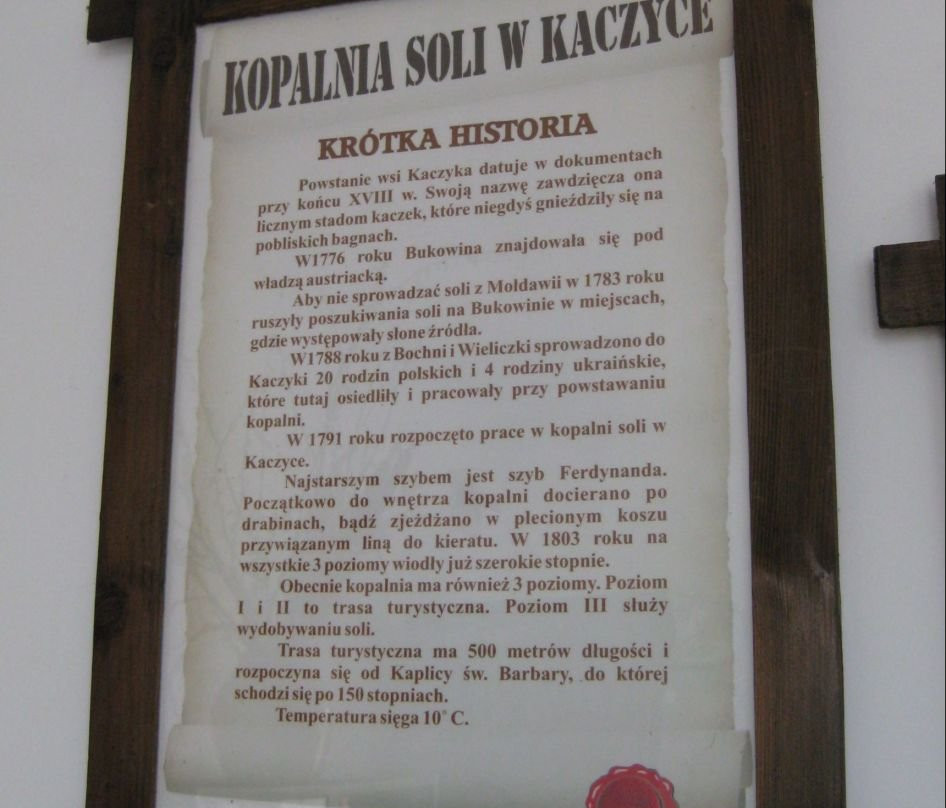 KOPALNIA SOLI W KACZYCE
KRÓTKA HISTORIA
Powstanie wsi Kaczyka datuje w dokumentach
przy końcu XVIII w. Swoją nazwę zawdzięcza ona
licznym stadom kaczek, które niegdyś gnieździły się na
pobliskich bagnach.
W1776 roku Bukowina znajdowała się pod
władzą austriacką.
Aby nie sprowadzać soli z Mołdawii w 1783 roku
ruszyły poszukiwania soli na Bukowinie w miejscach,
gdzie występowały słone źródła.
W1788 roku z Bochni i Wieliczki sprowadzono do
Kaczyki 20 rodzin polskich i 4 rodziny ukraińskie,
które tutaj osiedliły i pracowały przy powstawaniu
kopalni.
W 1791 roku rozpoczęto prace w kopalni soli w
Kaczyce.
Najstarszym szybem jest szyb Ferdynanda.
Początkowo do wnętrza kopalni docierano po
drabinach, bądź zjeżdżano w plecionym koszu
przywiązanym liną do kieratu. W 1803 roku na
wszystkie 3 poziomy wiodły już szerokie stopnie.
Obecnie kopalnia ma również 3 poziomy. Poziom
I i II to trasa turystyczna. Poziom III służy
wydobywaniu soli.
Trasa turystyczna ma 500 metrów długości i
rozpoczyna się od Kaplicy św. Barbary, do której
schodzi się po 150 stopniach.
Temperatura sięga 10° C.